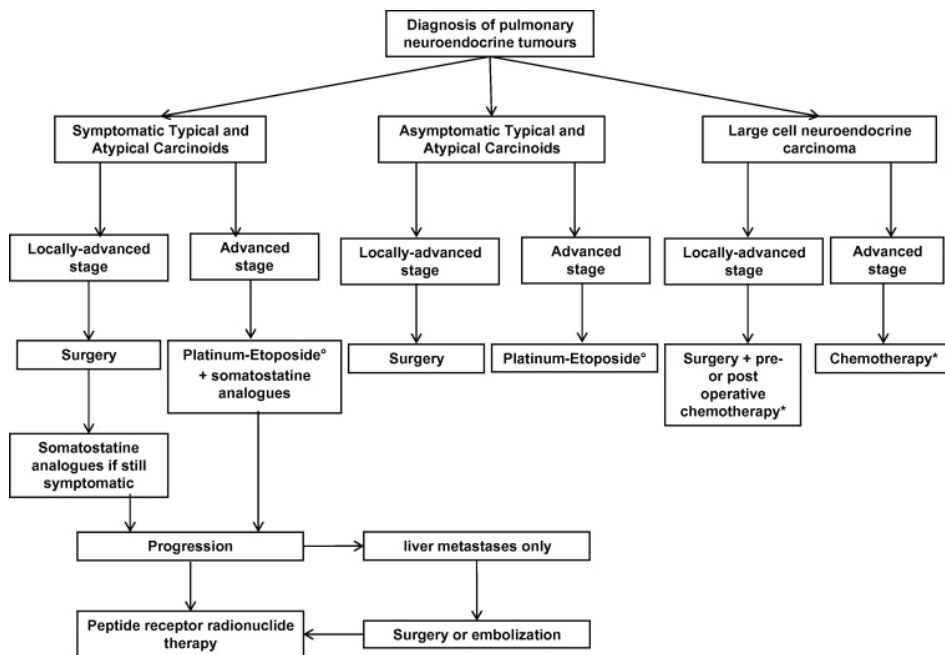 Diagnosis of pulmonary
neuroendocrine tumours
Symptomatic Typical and
Atypical Carcinoids
Asymptomatic Typical and
Atypical Carcinoids
Large cell neuroendocrine
carcinoma
Locally-advanced
stage
Advanced
stage
Locally-advanced
stage
Advanced
stage
Locally-advanced
stage
Advanced
stage
Surgery
Platinum-Etoposide°
+ somatostatine
analogues
Surgery
Platinum-Etoposide°
Surgery + pre-
or post
operative
chemotherapy*
Chemotherapy*
Somatostatine
analogues if still
symptomatic
Progression
liver metastases only
Peptide receptor radionuclide
therapy
Surgery or embolization